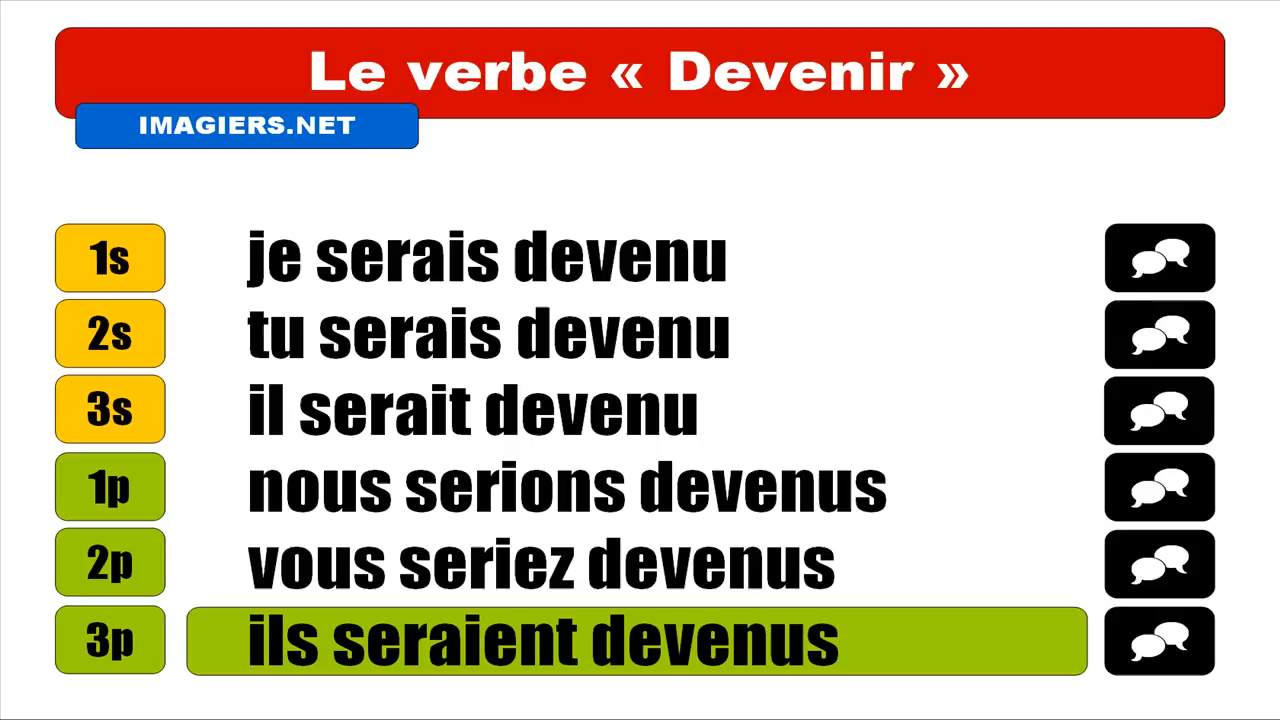 Le verbe « Devenir »
IMAGIERS.NET
1s je serais devenu
2s tu serais devenu
3s il serait devenu
1p nous serions devenus
2p vous seriez devenus
3p ils seraient devenus